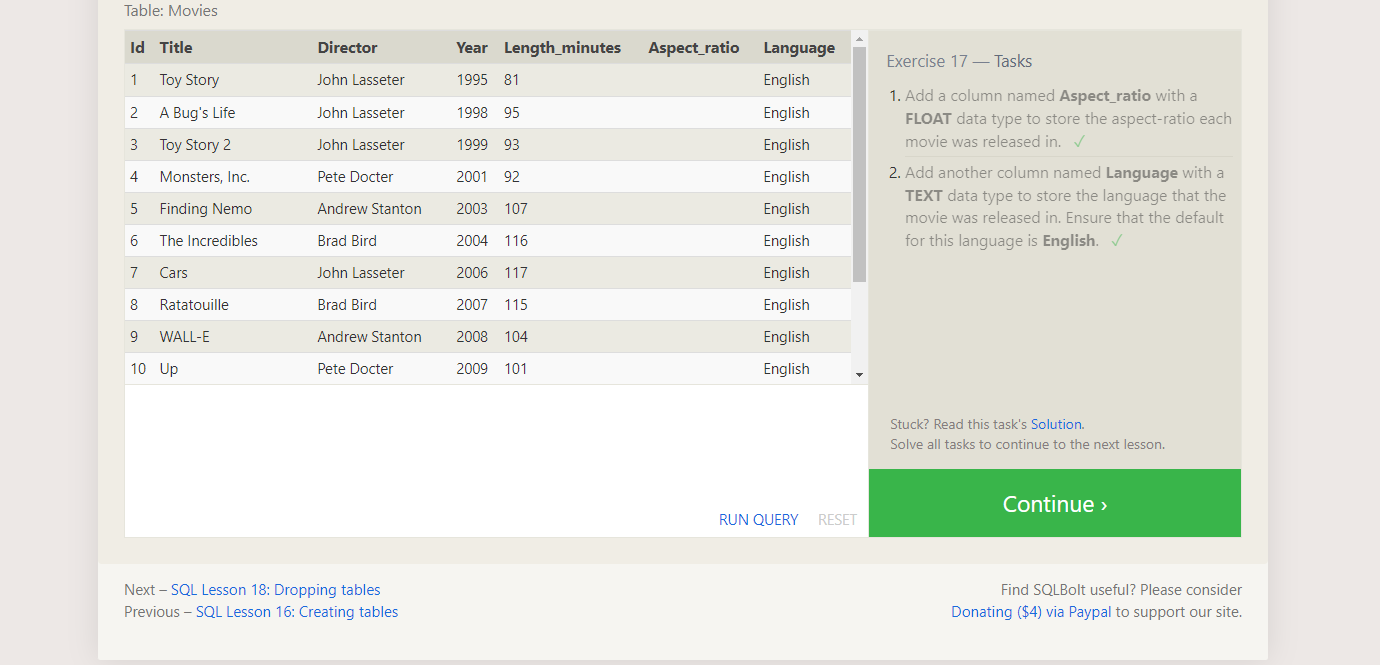 Table: Movies
Id Title Director Year Length_minutes Aspect_ratio Language
1 Toy Story John Lasseter 1995 81 English
2 A Bug's Life John Lasseter 1998 95 English
3 Toy Story 2 John Lasseter 1999 93 English
4 Monsters, Inc. Pete Docter 2001 92 English
5 Finding Nemo Andrew Stanton 2003 107 English
6 The Incredibles Brad Bird 2004 116 English
7 Cars John Lasseter 2006 117 English
8 Ratatouille Brad Bird 2007 115 English
9 WALL-E Andrew Stanton 2008 104 English
10 Up Pete Docter 2009 101 English
RUN QUERY RESET
Exercise 17 — Tasks
1. Add a column named Aspect_ratio with a
FLOAT data type to store the aspect-ratio each
movie was released in. ✓
2. Add another column named Language with a
TEXT data type to store the language that the
movie was released in. Ensure that the default
for this language is English. ✓
Stuck? Read this task's Solution.
Solve all tasks to continue to the next lesson.
Continue ›
Next – SQL Lesson 18: Dropping tables
Previous – SQL Lesson 16: Creating tables
Find SQLBolt useful? Please consider
Donating ($4) via Paypal to support our site.